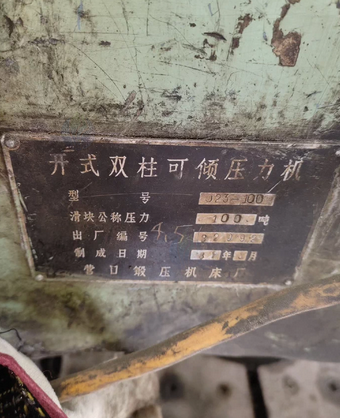 开式双柱可倾压力机
型 号 J23-100
滑块公称压力 100 吨
出厂编号
制成日期 年 月
营口锻压机床厂